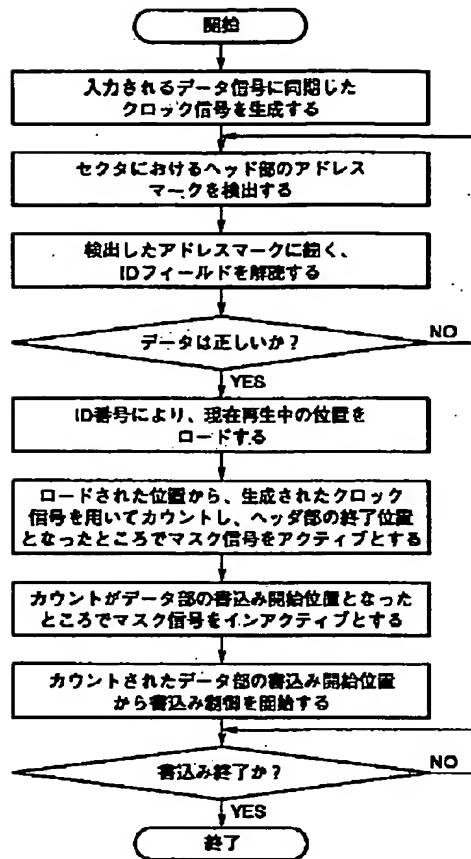 開始
入力されるデータ信号に同期した
クロック信号を生成する
セクタにおけるヘッド部のアドレス
マークを検出する
検出したアドレスマークに続く、
IDフィールドを解読する
データは正しいか？
NO
YES
ID番号により、現在再生中の位置を
ロードする
ロードされた位置から、生成されたクロック
信号を用いてカウントし、ヘッダ部の終了位置
となったところでマスク信号をアクティブとする
カウントがデータ部の書込み開始位置となった
ところでマスク信号をインアクティブとする
カウントされたデータ部の書込み開始位置
から書込み制御を開始する
書込み終了か？
NO
YES
終了